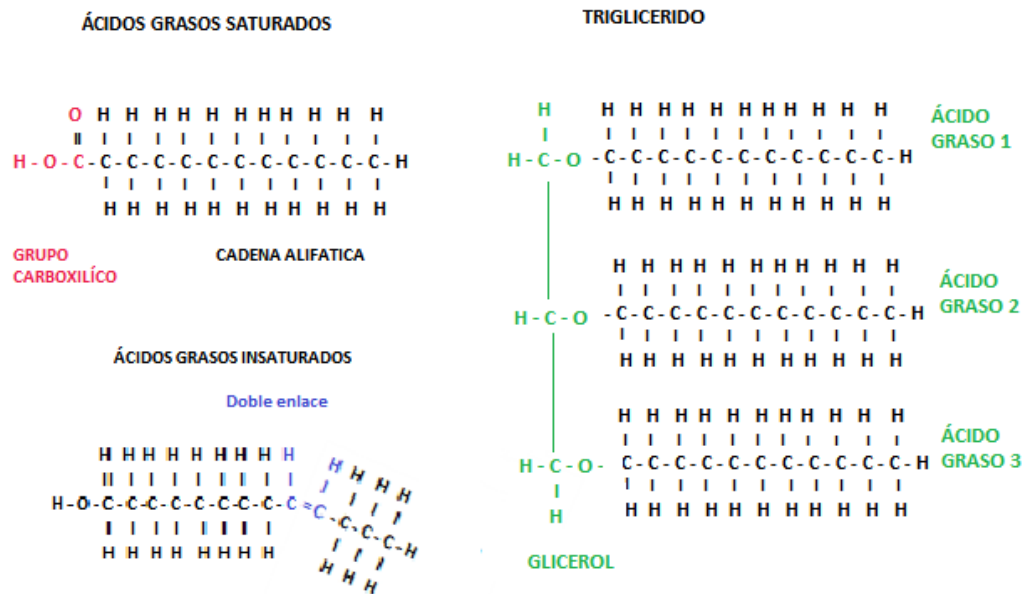 ÁCIDOS GRASOS SATURADOS
O H H H H H H H H H H
H - O - C - C - C - C - C - C - C - C - C - C - C - H
H H H H H H H H H H
GRUPO
CARBOXILÍCO
CADENA ALIFATICA
ÁCIDOS GRASOS INSATURADOS
Doble enlace
TRIGLICERIDO
H
H - C - O
ÁCIDO
GRASO 1
H - C - O
ÁCIDO
GRASO 2
H - C - O -
ÁCIDO
GRASO 3
H
GLICEROL